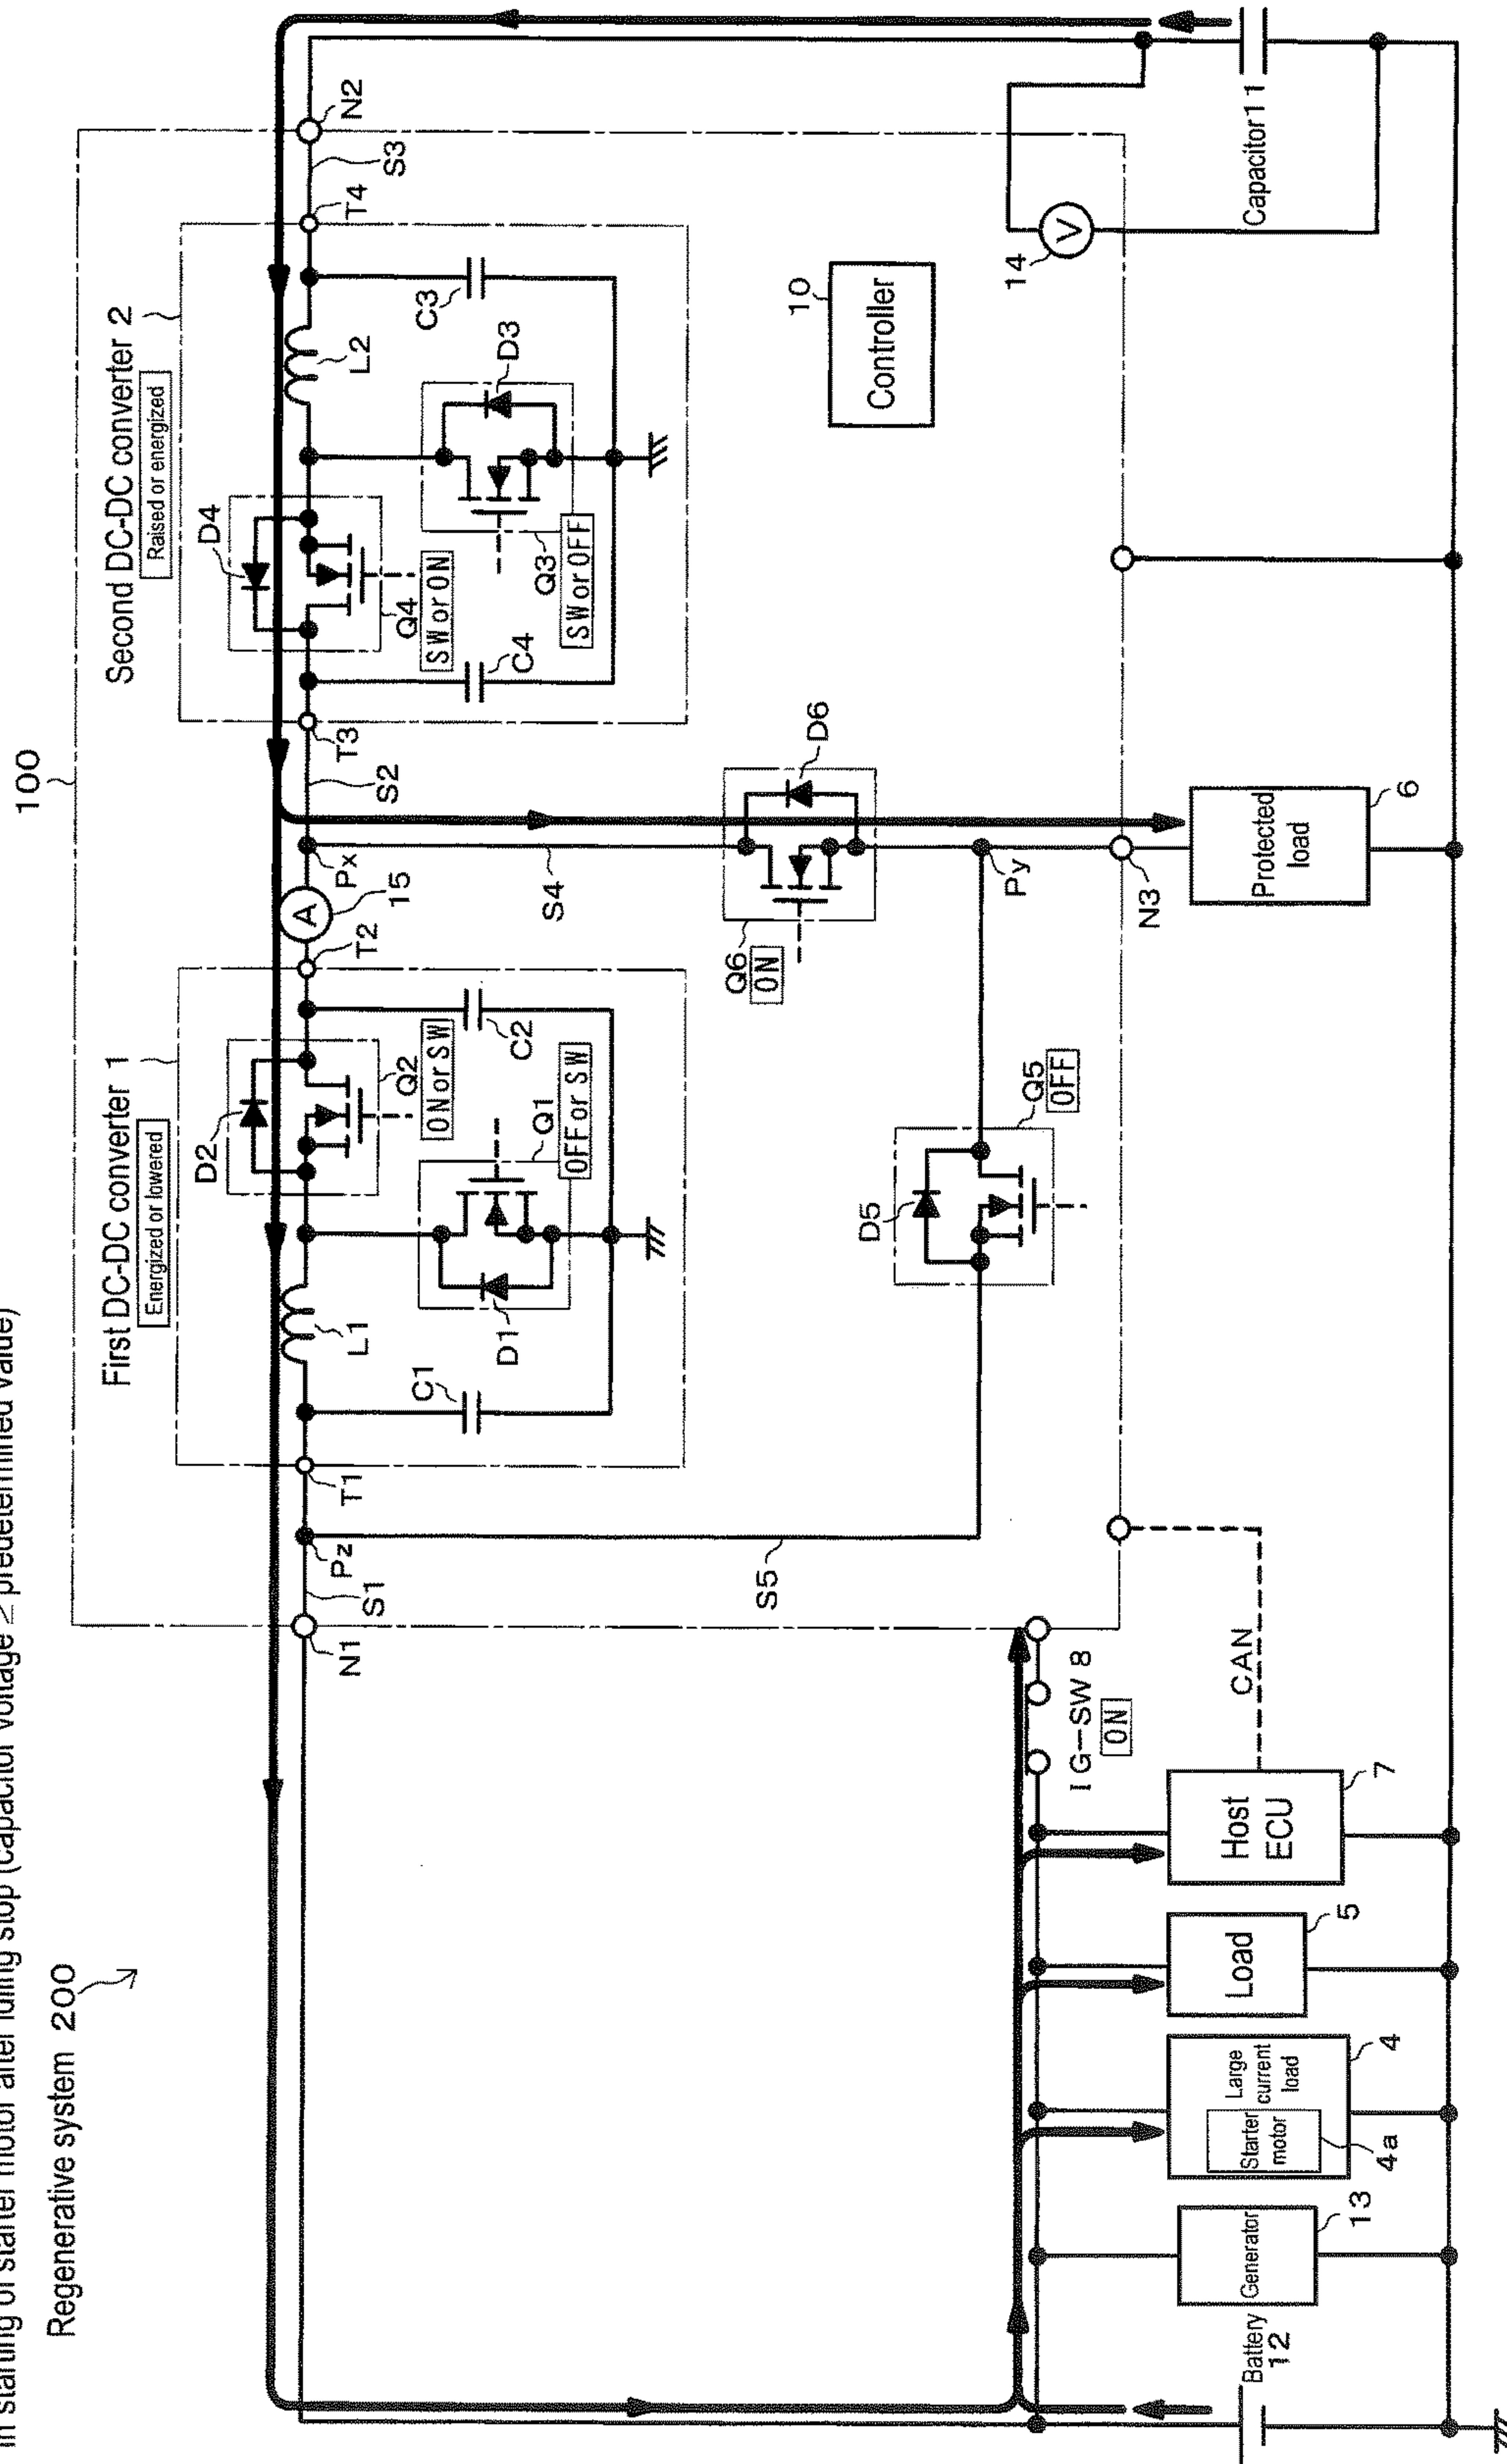 In starting of starter motor after idling stop (capacitor voltage ≥ predetermined value)
Regenerative system 200
100
First DC-DC converter 1
Energized or lowered
Second DC-DC converter 2
Raised or energized
D2
D4
N1
S1
Pz
T1
L1
Q2
ON or SW
T2
A
15
Px
S2
T3
Q4
SW or ON
L2
T4
S3
N2
C1
D1
Q1
OFF or SW
C2
C4
Q3
SW or OFF
D3
C3
S4
S5
Q6
ON
D6
D5
Q5
OFF
Py
N3
10
Controller
14
V
Capacitor 11
IG-SW 8
ON
CAN
Battery
12
Generator
13
Starter
motor
Large
current
load
4a
4
Load
5
Host
ECU
7
Protected
load
6